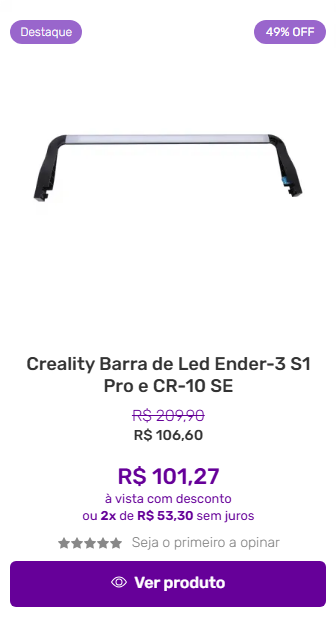 Destaque
49% OFF
Creality Barra de Led Ender-3 S1
Pro e CR-10 SE
R$ 209,90
R$ 106,60
R$ 101,27
à vista com desconto
ou 2x de R$ 53,30 sem juros
Seja o primeiro a opinar
Ver produto